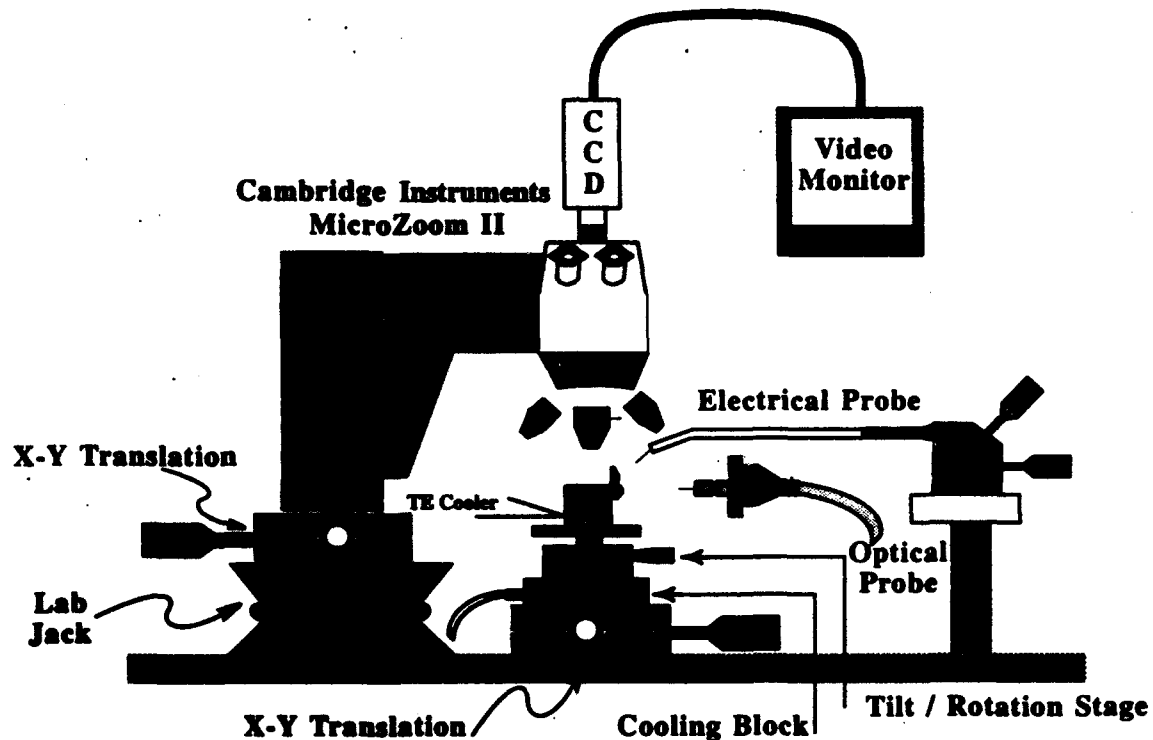 C
C
D
Video
Monitor
Cambridge Instruments
MicroZoom II
Electrical Probe
X-Y Translation
TE Cooler
Optical
Probe
Lab
Jack
X-Y Translation
Cooling Block
Tilt / Rotation Stage